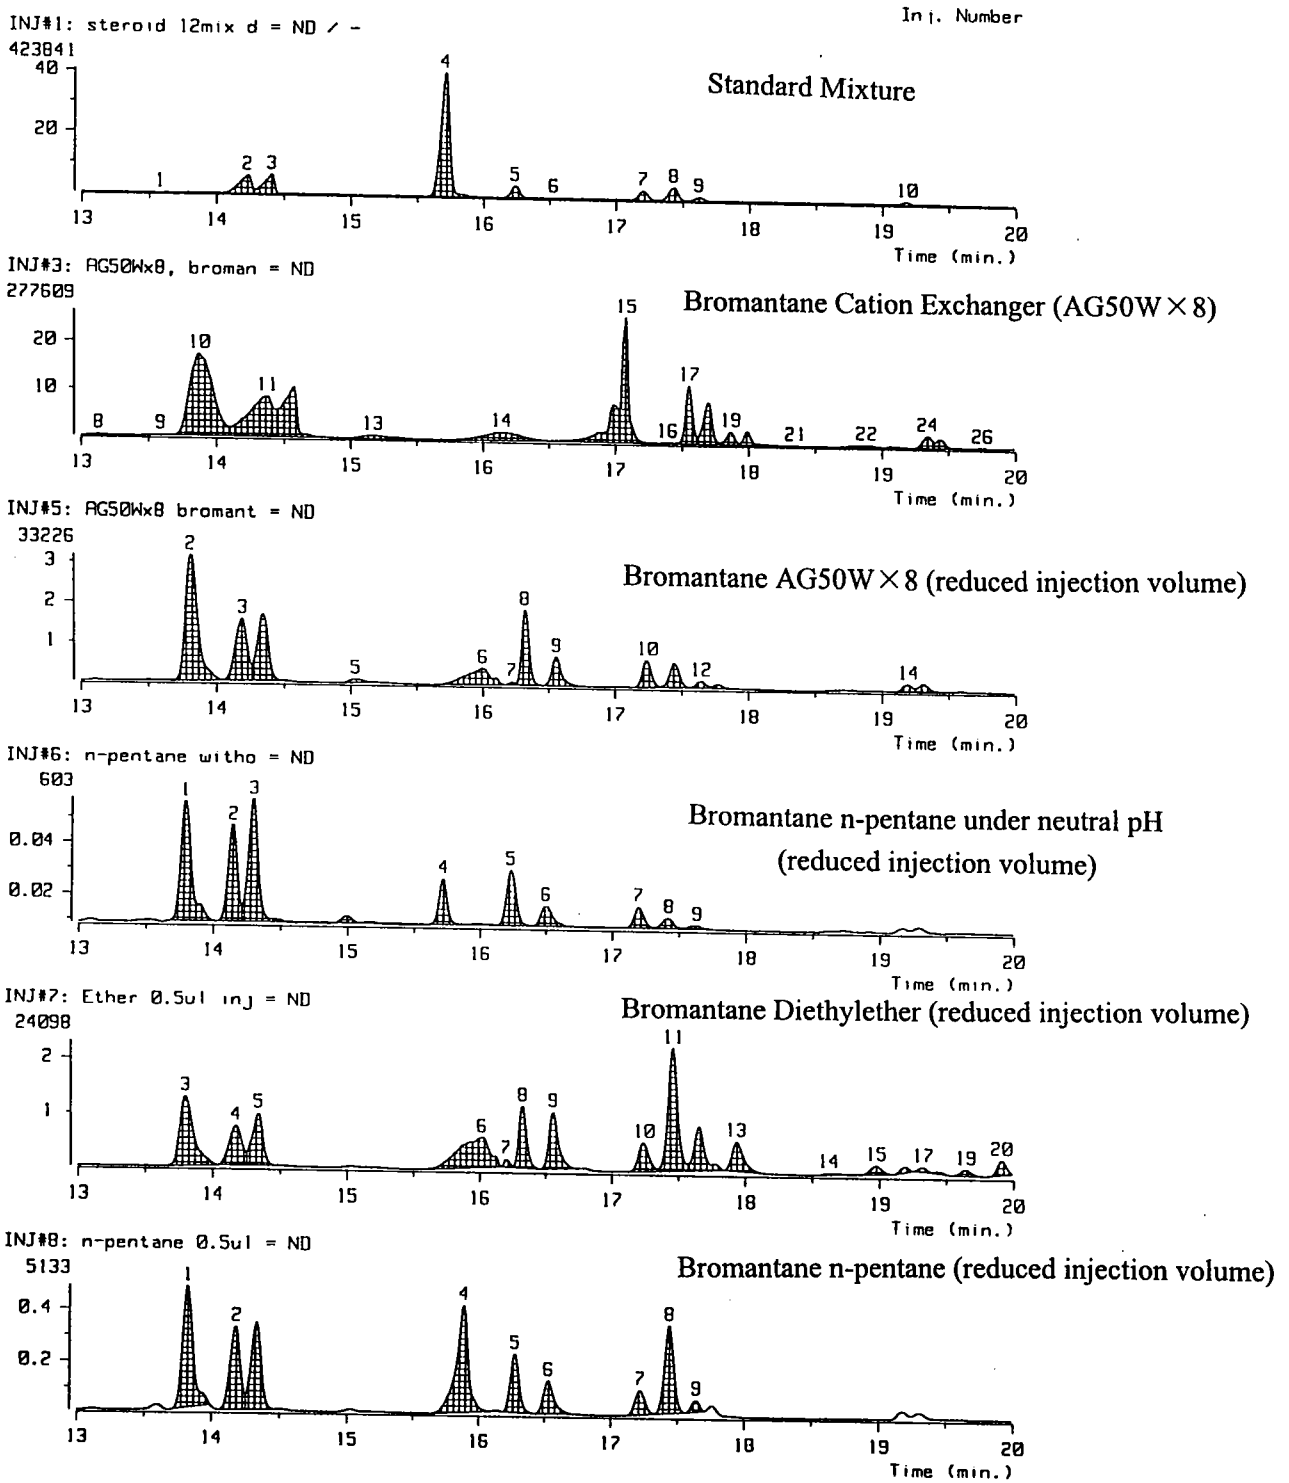 Inj. Number
INJ#1: steroid 12mix d = ND / -
423841
Standard Mixture
40
20
1 2 3 4 5 6 7 8 9 10
13 14 15 16 17 18 19 20
Time (min.)
INJ#3: AG50Wx8, broman = ND
277609
Bromantane Cation Exchanger (AG50W×8)
20
10
8 9 10 11 13 14 15 16 17 19 21 22 24 26
13 14 15 16 17 18 19 20
Time (min.)
INJ#5: AG50Wx8 bromant = ND
33226
Bromantane AG50W×8 (reduced injection volume)
3
2
1
2 3 5 6 7 8 9 10 12 14
13 14 15 16 17 18 19 20
Time (min.)
INJ#6: n-pentane witho = ND
603
Bromantane n-pentane under neutral pH
(reduced injection volume)
0.04
0.02
1 2 3 4 5 6 7 8 9
13 14 15 16 17 18 19 20
Time (min.)
INJ#7: Ether 0.5ul inj = ND
24098
Bromantane Diethylether (reduced injection volume)
2
1
3 4 5 6 7 8 9 10 11 13 14 15 17 19 20
13 14 15 16 17 18 19 20
Time (min.)
INJ#8: n-pentane 0.5ul = ND
5133
Bromantane n-pentane (reduced injection volume)
0.4
0.2
1 2 4 5 6 7 8 9
13 14 15 16 17 18 19 20
Time (min.)